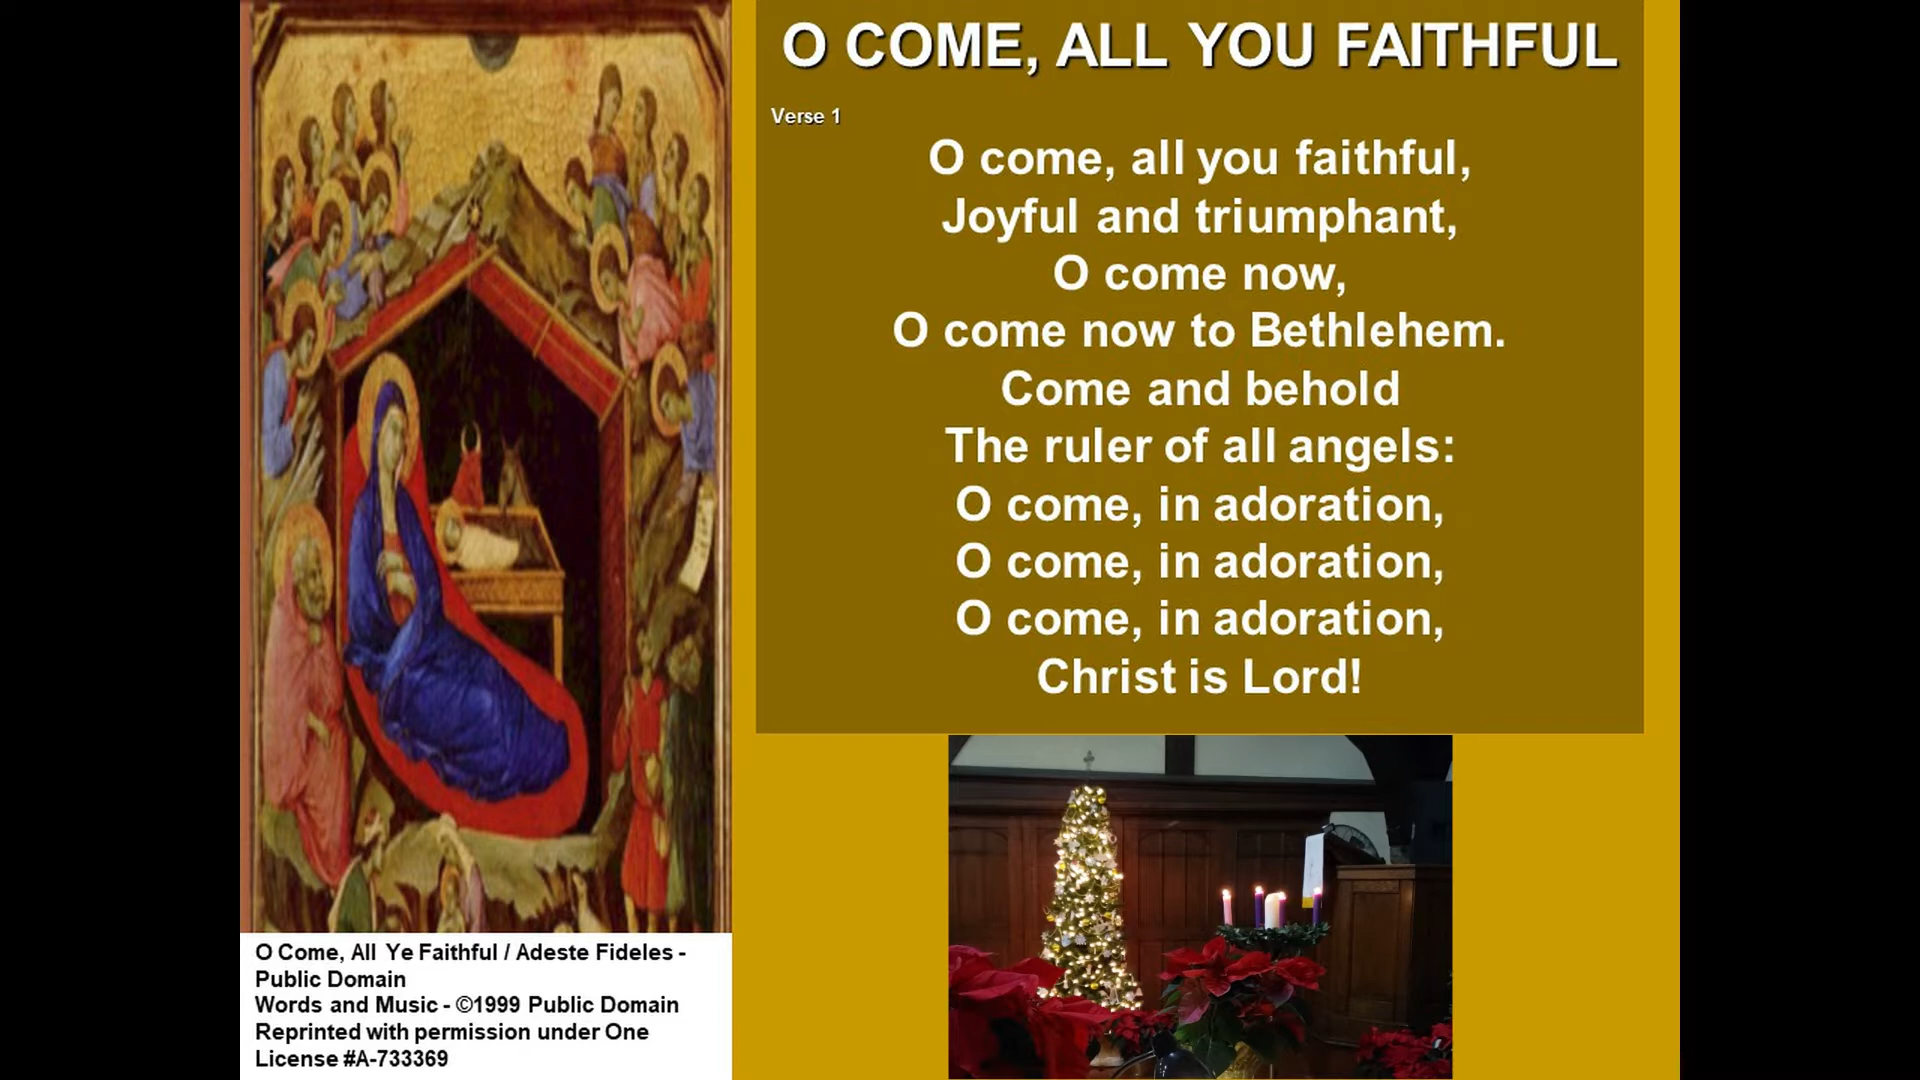 O COME, ALL YOU FAITHFUL
Verse 1
O come, all you faithful,
Joyful and triumphant,
O come now,
O come now to Bethlehem.
Come and behold
The ruler of all angels:
O come, in adoration,
O come, in adoration,
O come, in adoration,
Christ is Lord!
O Come, All Ye Faithful / Adeste Fideles -
Public Domain
Words and Music - ©1999 Public Domain
Reprinted with permission under One
License #A-733369